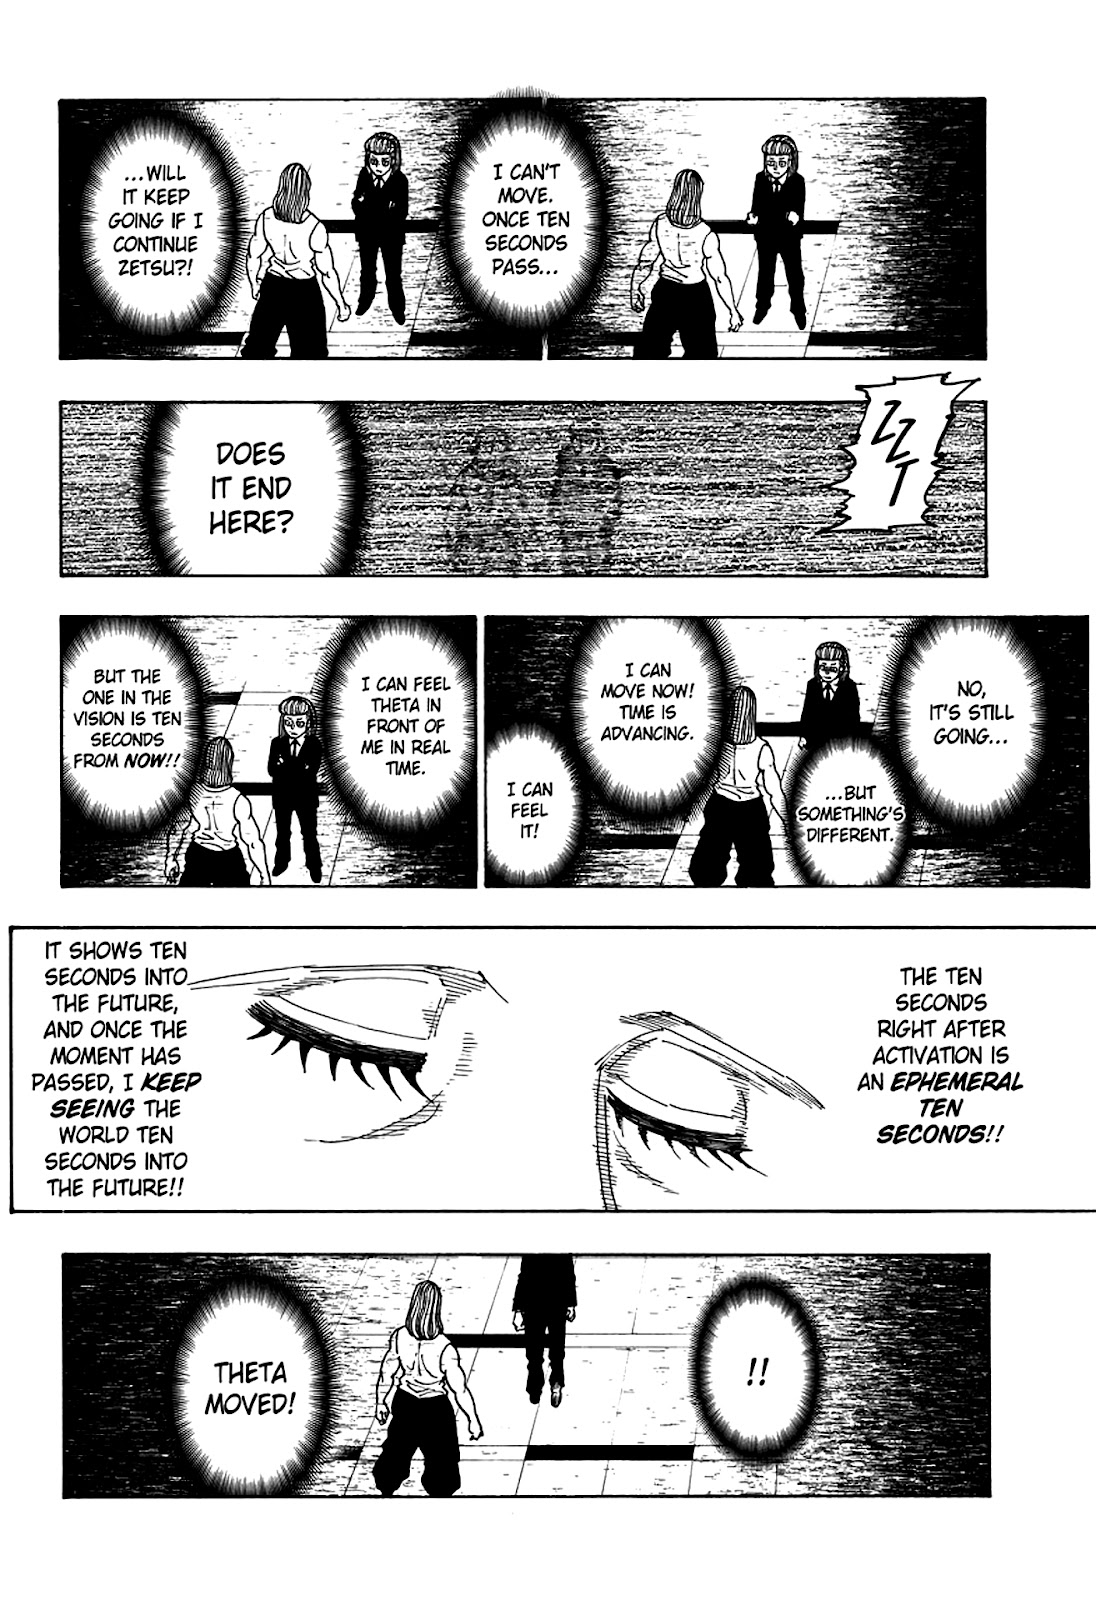 I CAN'T
MOVE.
ONCE TEN
SECONDS
PASS...
...WILL
IT KEEP
GOING IF I
CONTINUE
ZETSU?!
ZZT
DOES
IT END
HERE?
NO,
IT'S STILL
GOING...
...BUT
SOMETHING'S
DIFFERENT.
I CAN
MOVE NOW!
TIME IS
ADVANCING.
I CAN
FEEL
IT!
I CAN FEEL
THETA IN
FRONT OF
ME IN REAL
TIME.
BUT THE
ONE IN THE
VISION IS TEN
SECONDS
FROM NOW!!
THE TEN
SECONDS
RIGHT AFTER
ACTIVATION IS
AN EPHEMERAL
TEN
SECONDS!!
IT SHOWS TEN
SECONDS INTO
THE FUTURE,
AND ONCE THE
MOMENT HAS
PASSED, I KEEP
SEEING THE
WORLD TEN
SECONDS INTO
THE FUTURE!!
!!
THETA
MOVED!